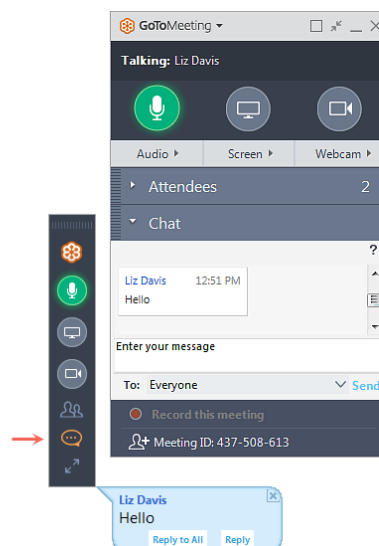 GoToMeeting
Talking: Liz Davis
Audio Screen Webcam
Attendees 2
Chat
?
Liz Davis 12:51 PM
Hello
Enter your message
To: Everyone Send
Record this meeting
Meeting ID: 437-508-613
Liz Davis
Hello
Reply to All Reply